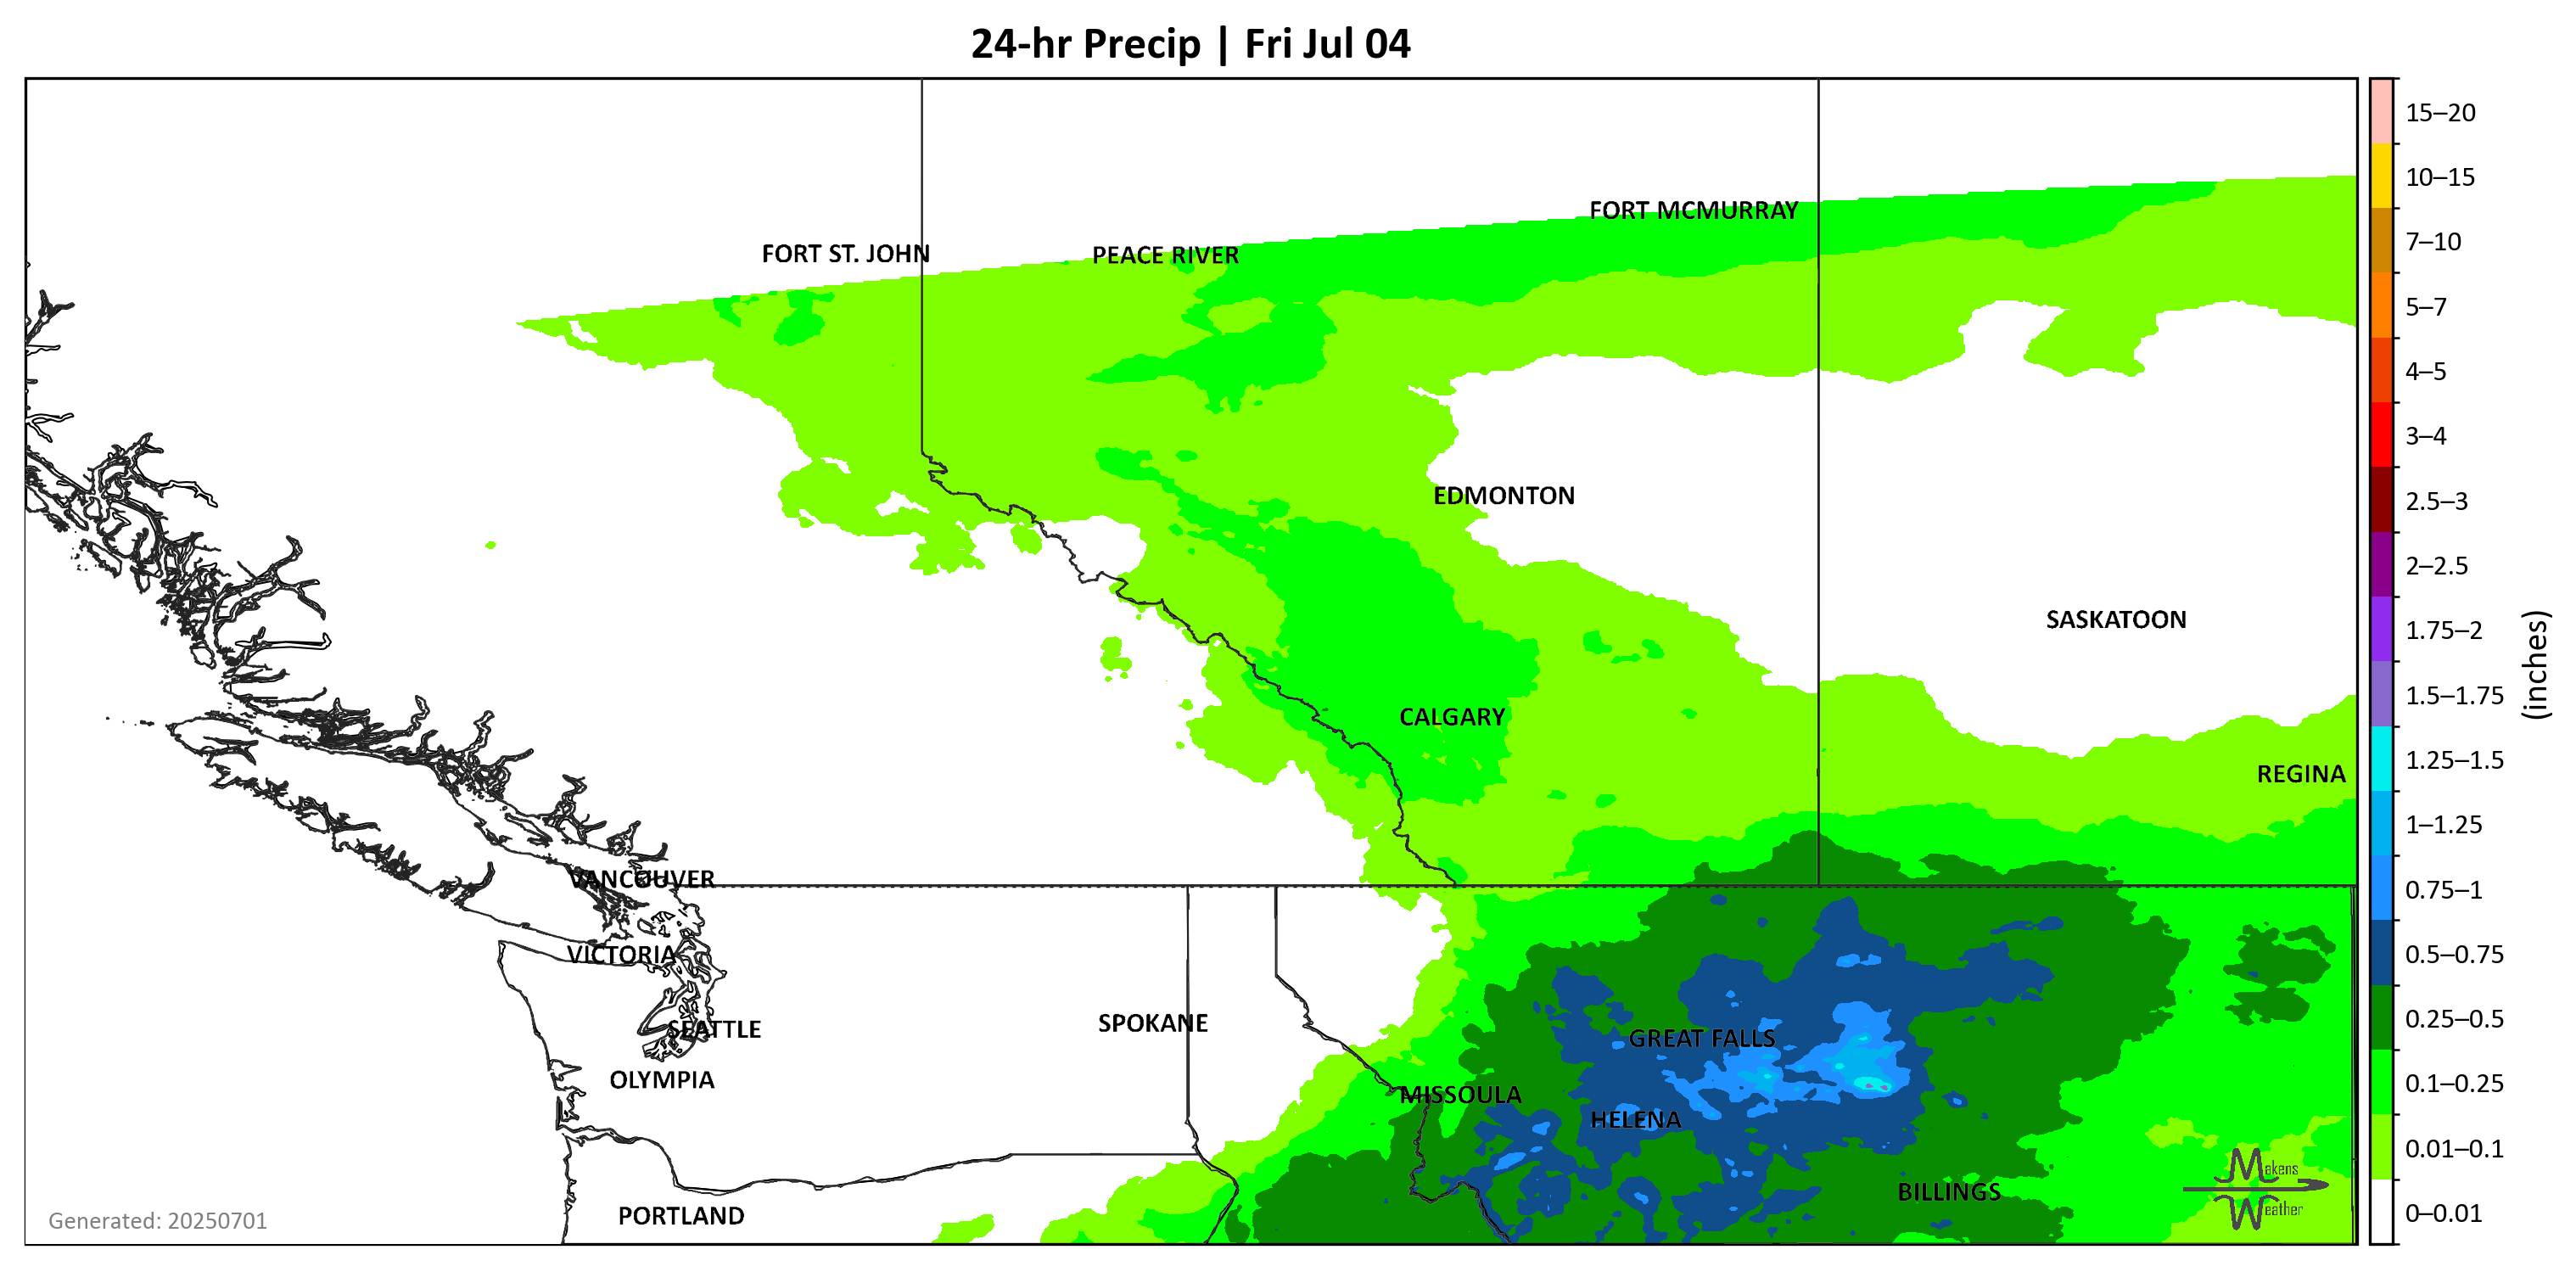 24-hr Precip | Fri Jul 04
15–20
10–15
7–10
5–7
4–5
3–4
2.5–3
2–2.5
1.75–2
1.5–1.75
1.25–1.5
1–1.25
0.75–1
0.5–0.75
0.25–0.5
0.1–0.25
0.01–0.1
0–0.01
(inches)
FORT MCMURRAY
FORT ST. JOHN
PEACE RIVER
EDMONTON
SASKATOON
CALGARY
REGINA
VANCOUVER
VICTORIA
SPOKANE
SEATTLE
GREAT FALLS
OLYMPIA
MISSOULA
HELENA
BILLINGS
PORTLAND
Makens
Weather
Generated: 20250701